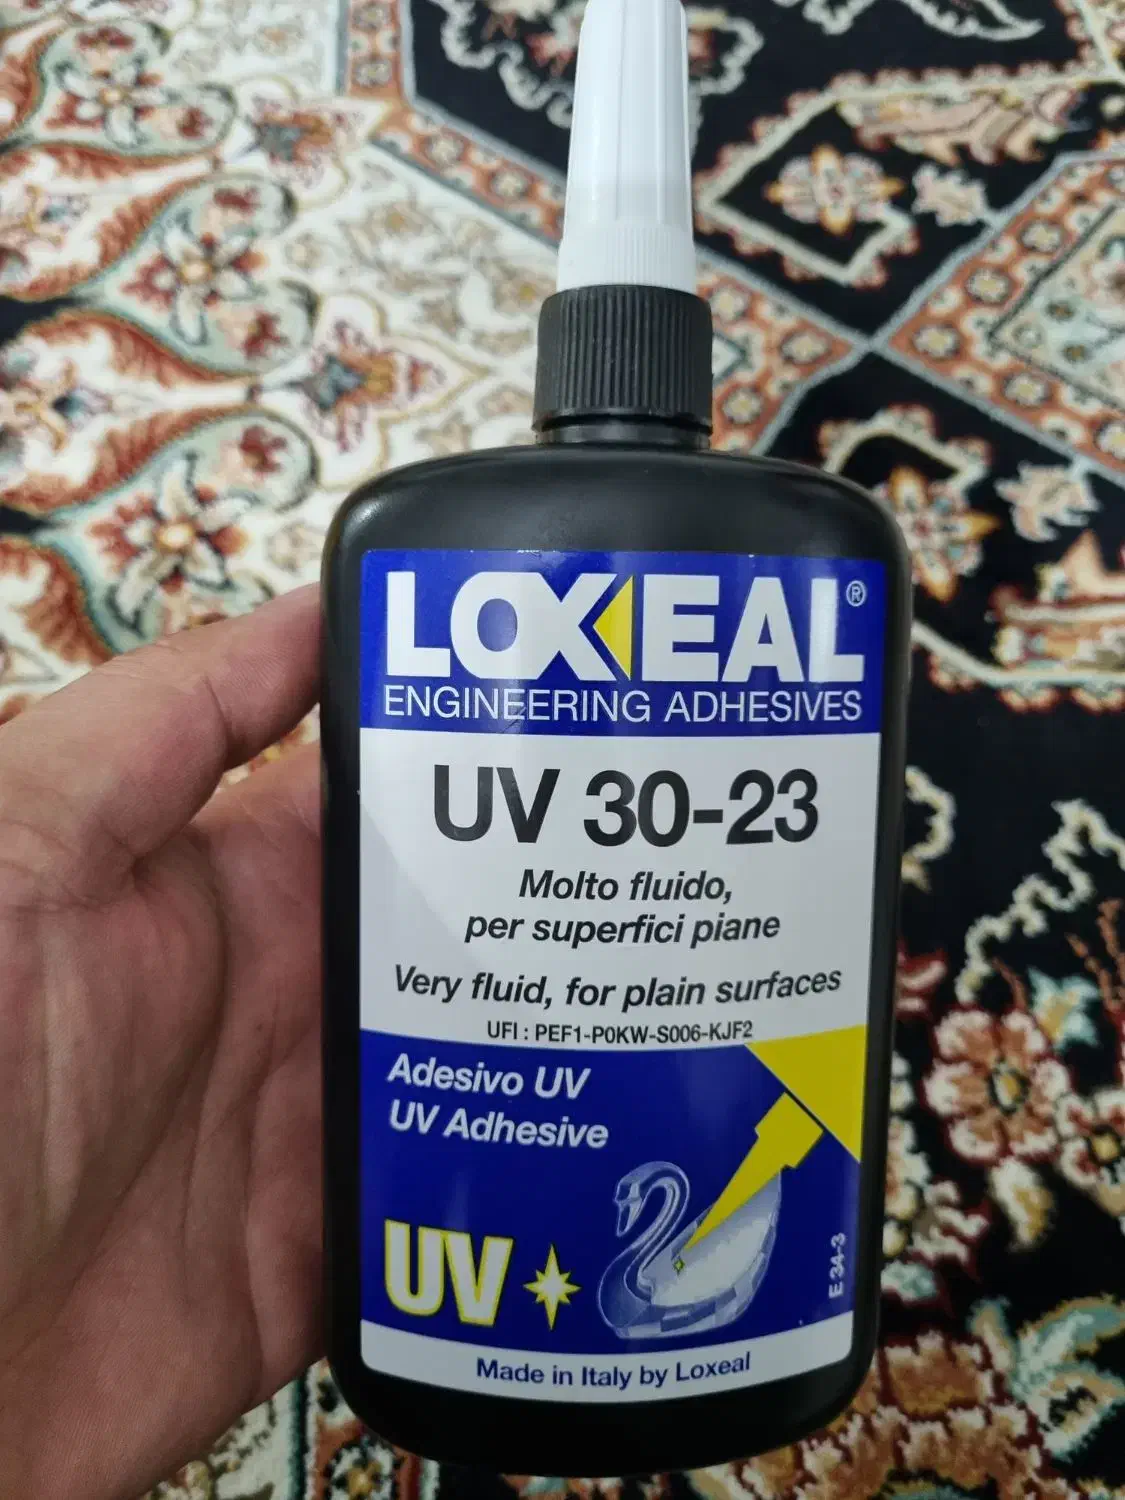 LOXEAL®
ENGINEERING ADHESIVES
UV 30-23
Molto fluido,
per superfici piane
Very fluid, for plain surfaces
UFI : PEF1-P0KW-S006-KJF2
Adesivo UV
UV Adhesive
UV
E 34-3
Made in Italy by Loxeal